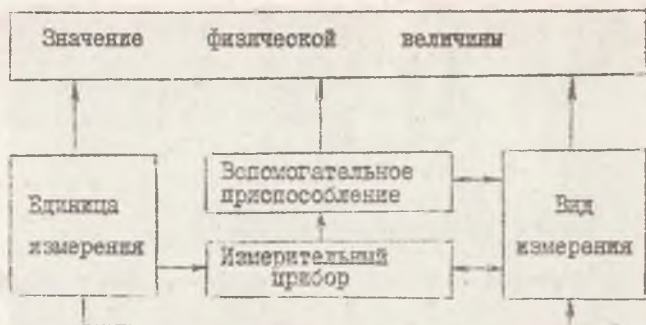 Значение физической величины
Единица
измерения
Вспомогательное
приспособление
Измерительный
прибор
Вид
измерения